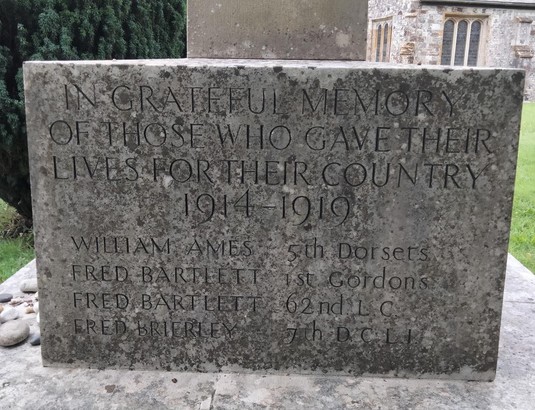 IN GRATEFUL MEMORY
OF THOSE WHO GAVE THEIR
LIVES FOR THEIR COUNTRY
1914-1919
WILLIAM AMES 5th Dorsets
FRED BARTLETT 1st Gordons
FRED BARTLETT 62nd L C
FRED BRIERLEY 7th D C L I